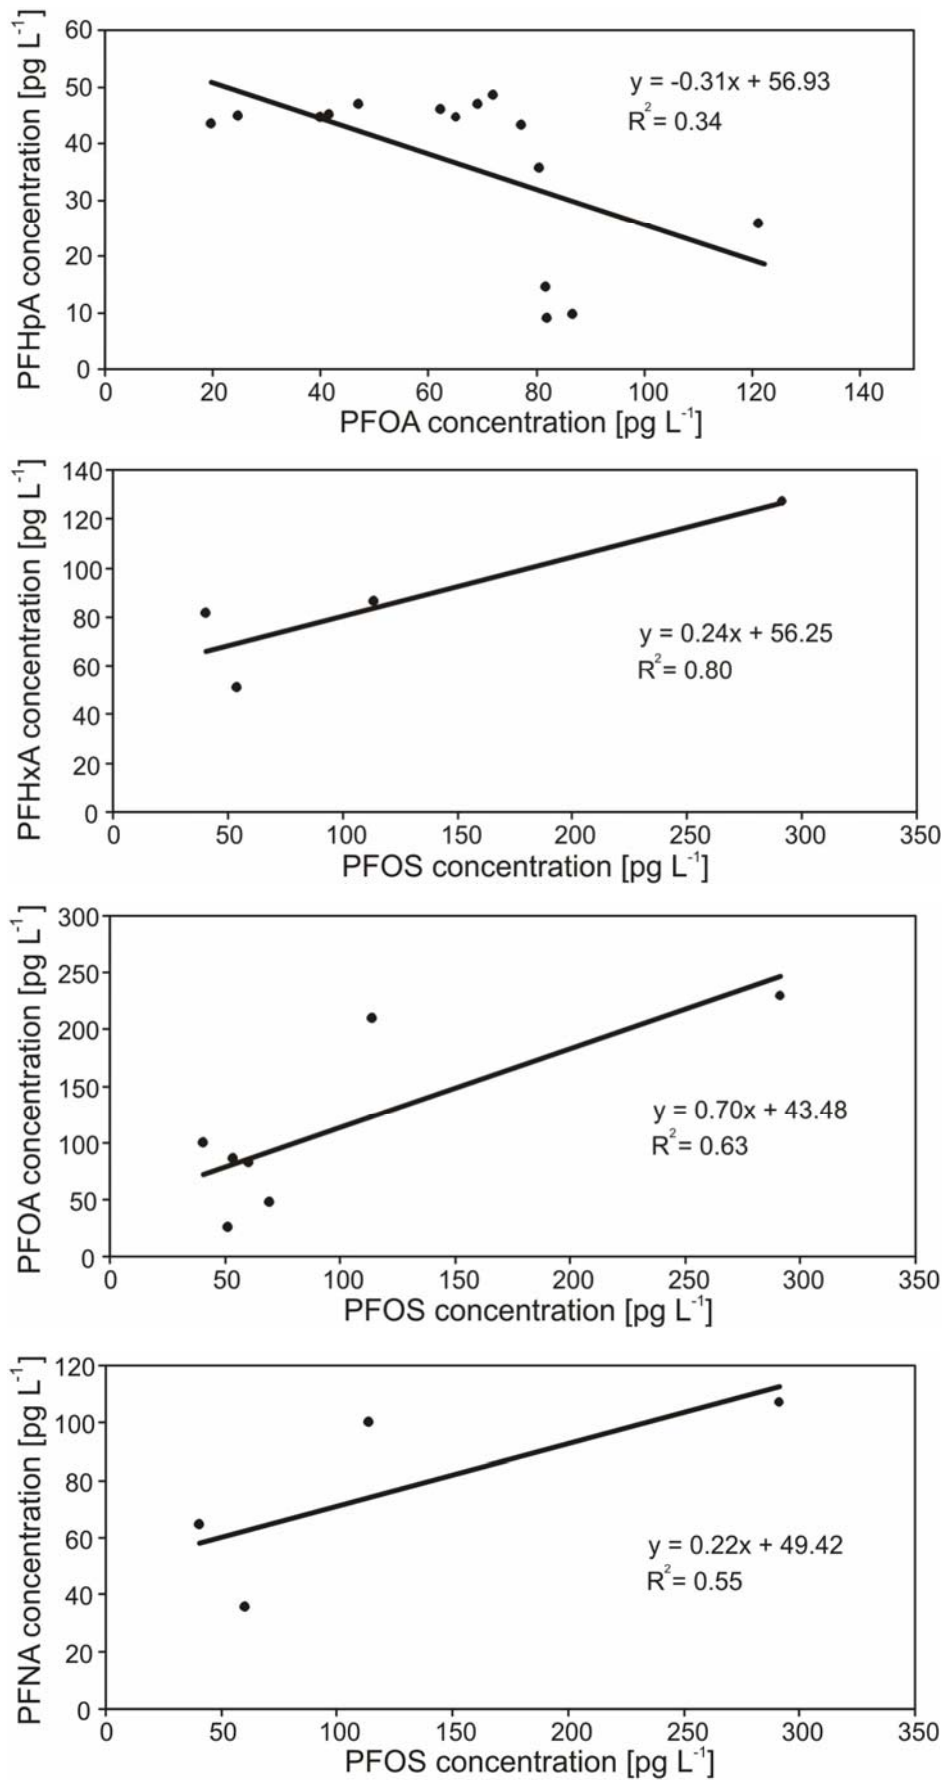 PFHpA concentration [pg L⁻¹]
60
50
40
30
20
10
0
y = -0.31x + 56.93
R² = 0.34
0 20 40 60 80 100 120 140
PFOA concentration [pg L⁻¹]
PFHxA concentration [pg L⁻¹]
140
120
100
80
60
40
20
0
y = 0.24x + 56.25
R² = 0.80
0 50 100 150 200 250 300 350
PFOS concentration [pg L⁻¹]
PFOA concentration [pg L⁻¹]
300
250
200
150
100
50
0
y = 0.70x + 43.48
R² = 0.63
0 50 100 150 200 250 300 350
PFOS concentration [pg L⁻¹]
PFNA concentration [pg L⁻¹]
120
100
80
60
40
20
0
y = 0.22x + 49.42
R² = 0.55
0 50 100 150 200 250 300 350
PFOS concentration [pg L⁻¹]